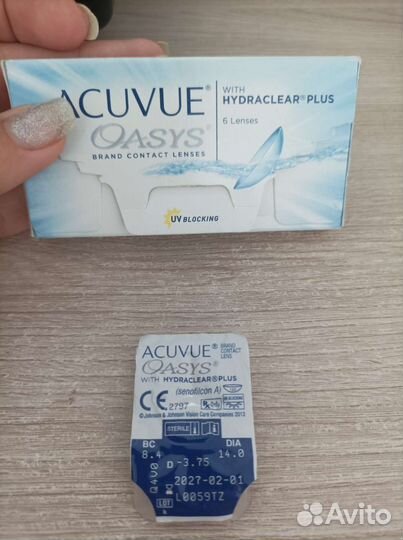 ACUVUE®
OASYS®
BRAND CONTACT LENSES
WITH
HYDRACLEAR® PLUS
6 Lenses
UV BLOCKING
ACUVUE® BRAND CONTACT LENS
OASYS®
WITH HYDRACLEAR® PLUS
(senofilcon A)
CE 2797
©Johnson & Johnson Vision Care Companies 2013
STERILE
BC DIA
8.4 14.0
D -3.75
2027-02-01
LOT L0059TZ
Avito